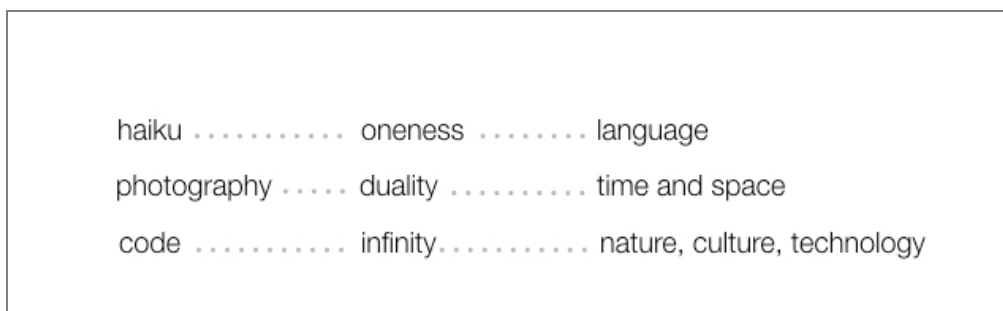 haiku ........... oneness ........ language
photography ..... duality .......... time and space
code ........... infinity........... nature, culture, technology